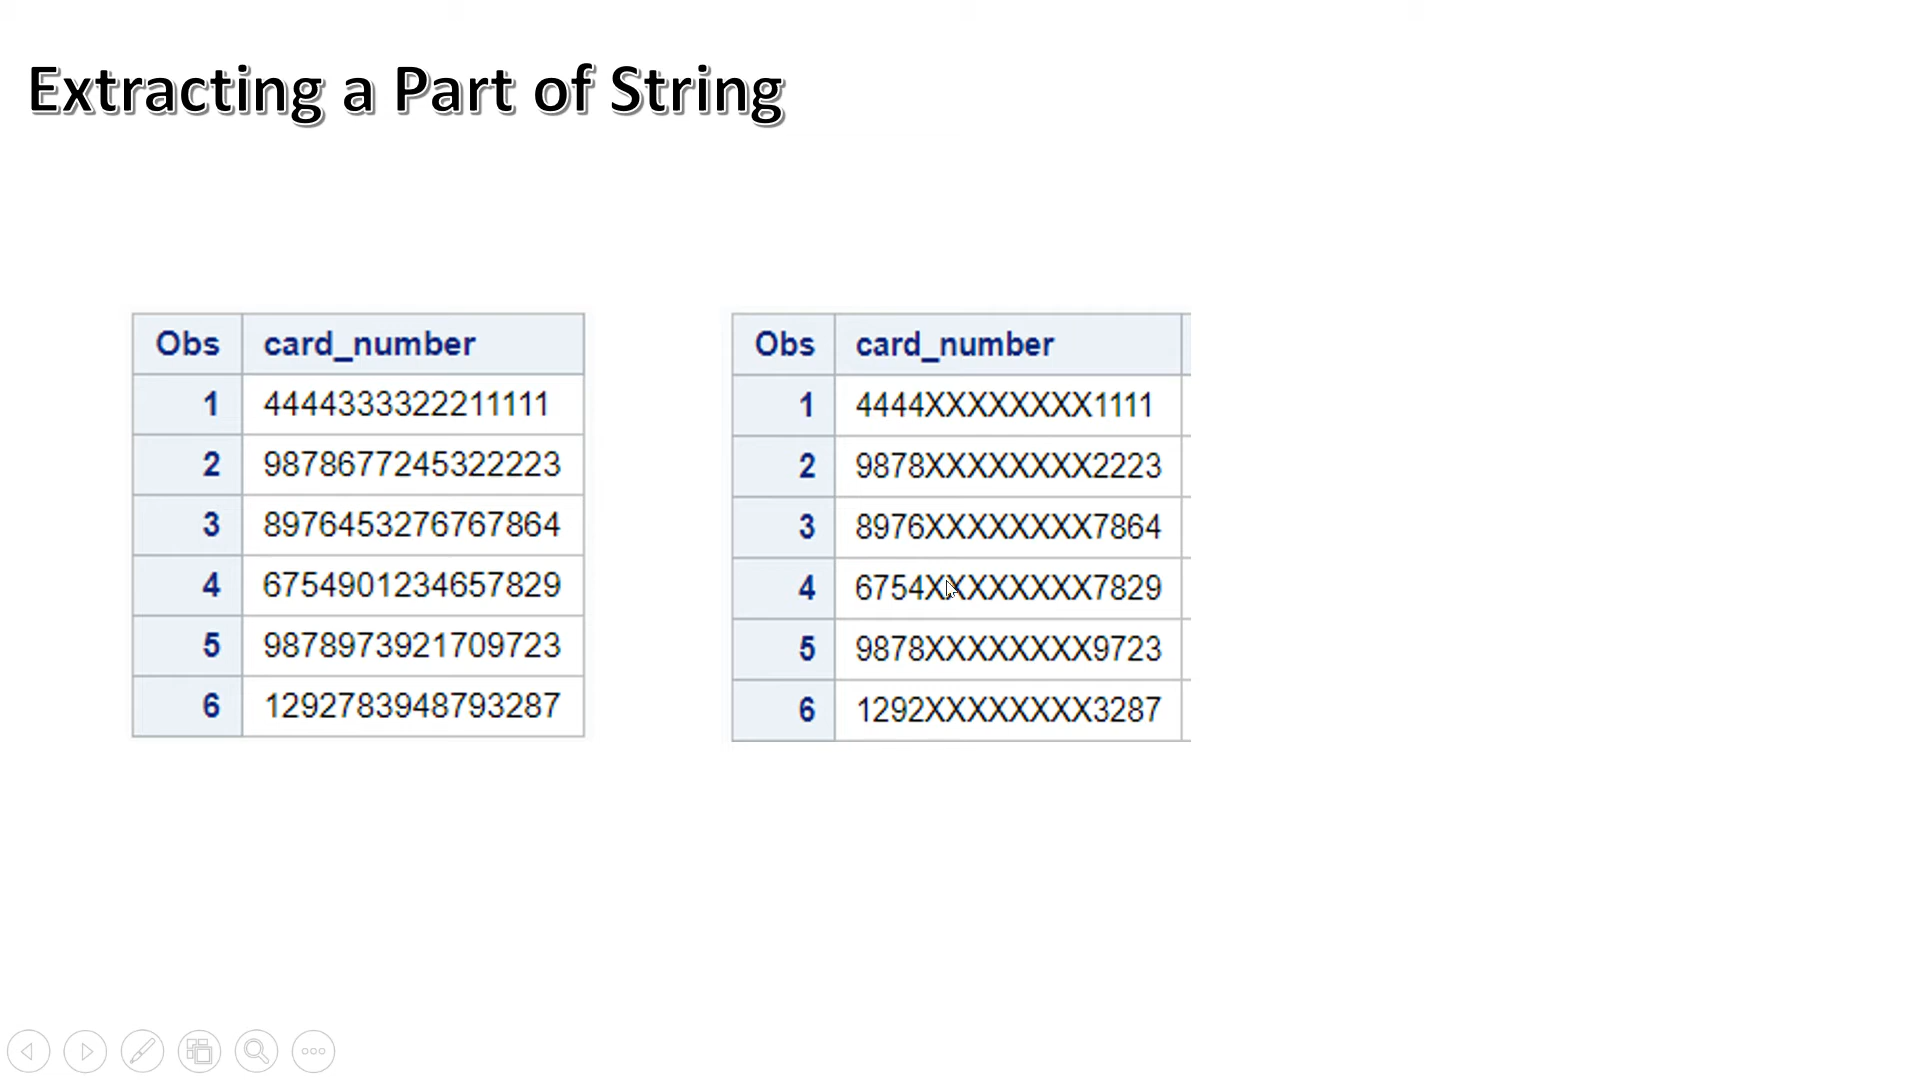 Extracting a Part of String
Obs card_number
1 4444333322211111
2 9878677245322223
3 8976453276767864
4 6754901234657829
5 9878973921709723
6 1292783948793287
Obs card_number
1 4444XXXXXXXX1111
2 9878XXXXXXXX2223
3 8976XXXXXXXX7864
4 6754XXXXXXXX7829
5 9878XXXXXXXX9723
6 1292XXXXXXXX3287